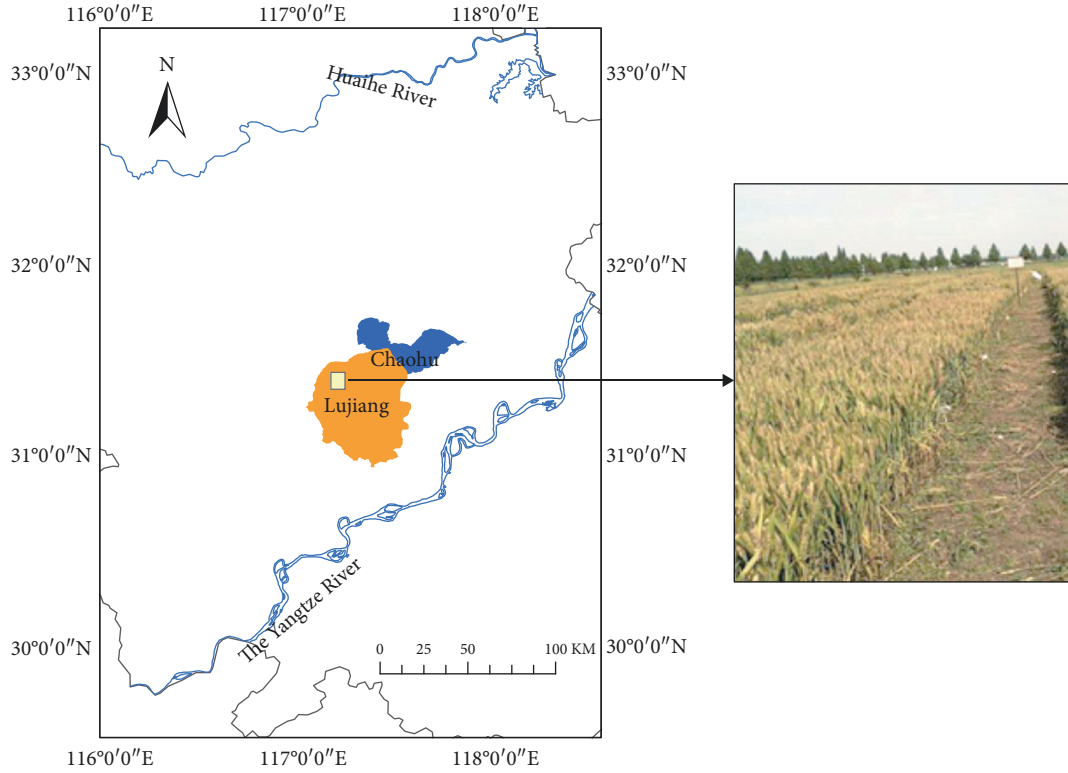 116°0′0″E 117°0′0″E 118°0′0″E
33°0′0″N 33°0′0″N
N
Huaihe River
32°0′0″N 32°0′0″N
Chaohu
Lujiang
31°0′0″N 31°0′0″N
The Yangtze River
30°0′0″N 30°0′0″N
0 25 50 100 KM
116°0′0″E 117°0′0″E 118°0′0″E